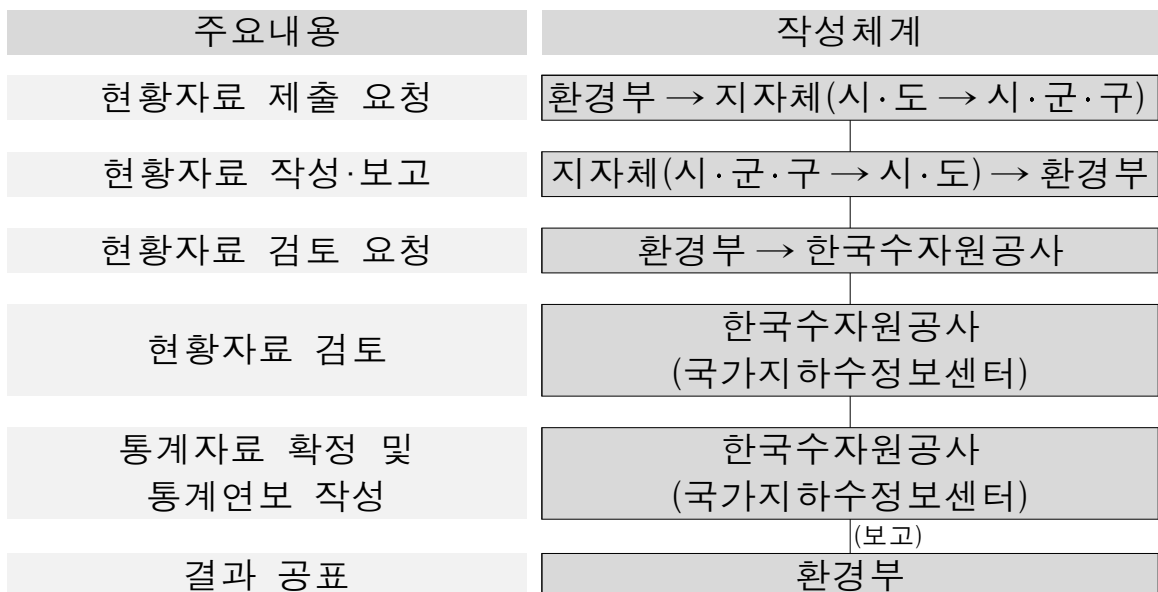 주요내용 작성체계
현황자료 제출 요청 환경부 → 지자체(시·도 → 시·군·구)
현황자료 작성·보고 지자체(시·군·구 → 시·도) → 환경부
현황자료 검토 요청 환경부 → 한국수자원공사
현황자료 검토 한국수자원공사
(국가지하수정보센터)
통계자료 확정 및
통계연보 작성
한국수자원공사
(국가지하수정보센터)
(보고)
결과 공표 환경부